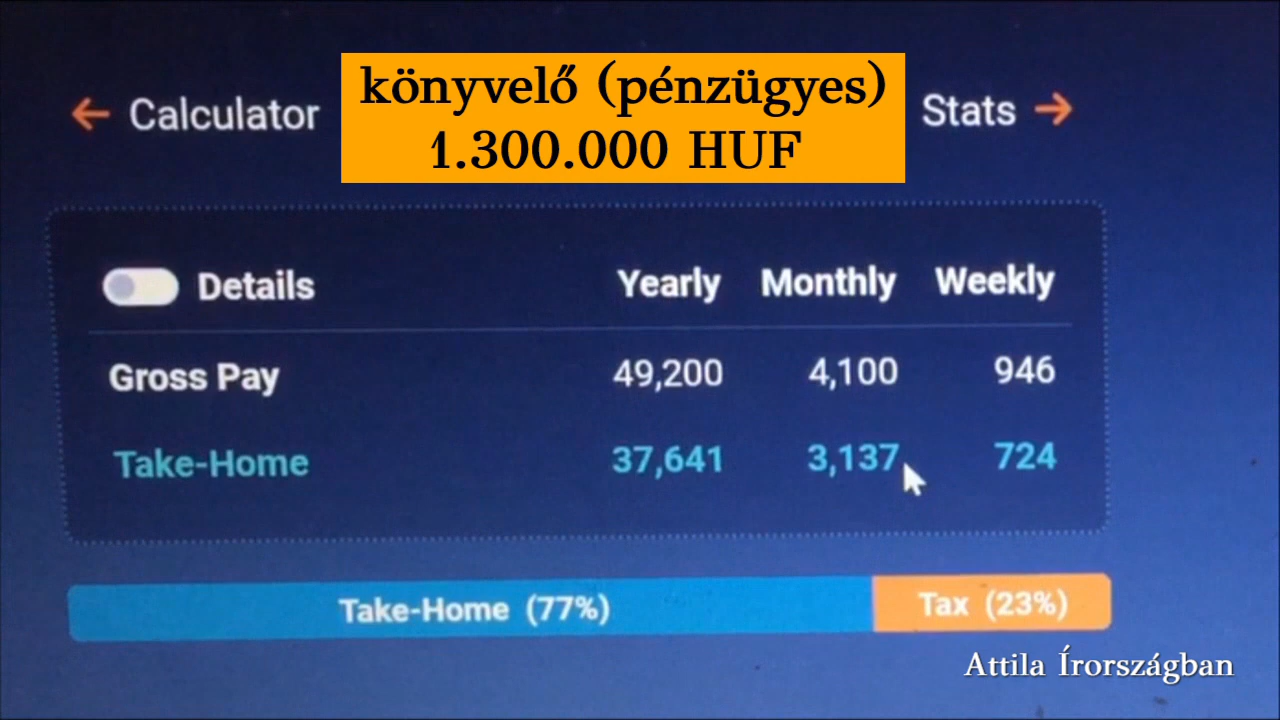 ← Calculator
könyvelő (pénzügyes)
1.300.000 HUF
Stats →
Details Yearly Monthly Weekly
Gross Pay 49,200 4,100 946
Take-Home 37,641 3,137 724
Take-Home (77%) Tax (23%)
Attila Írországban